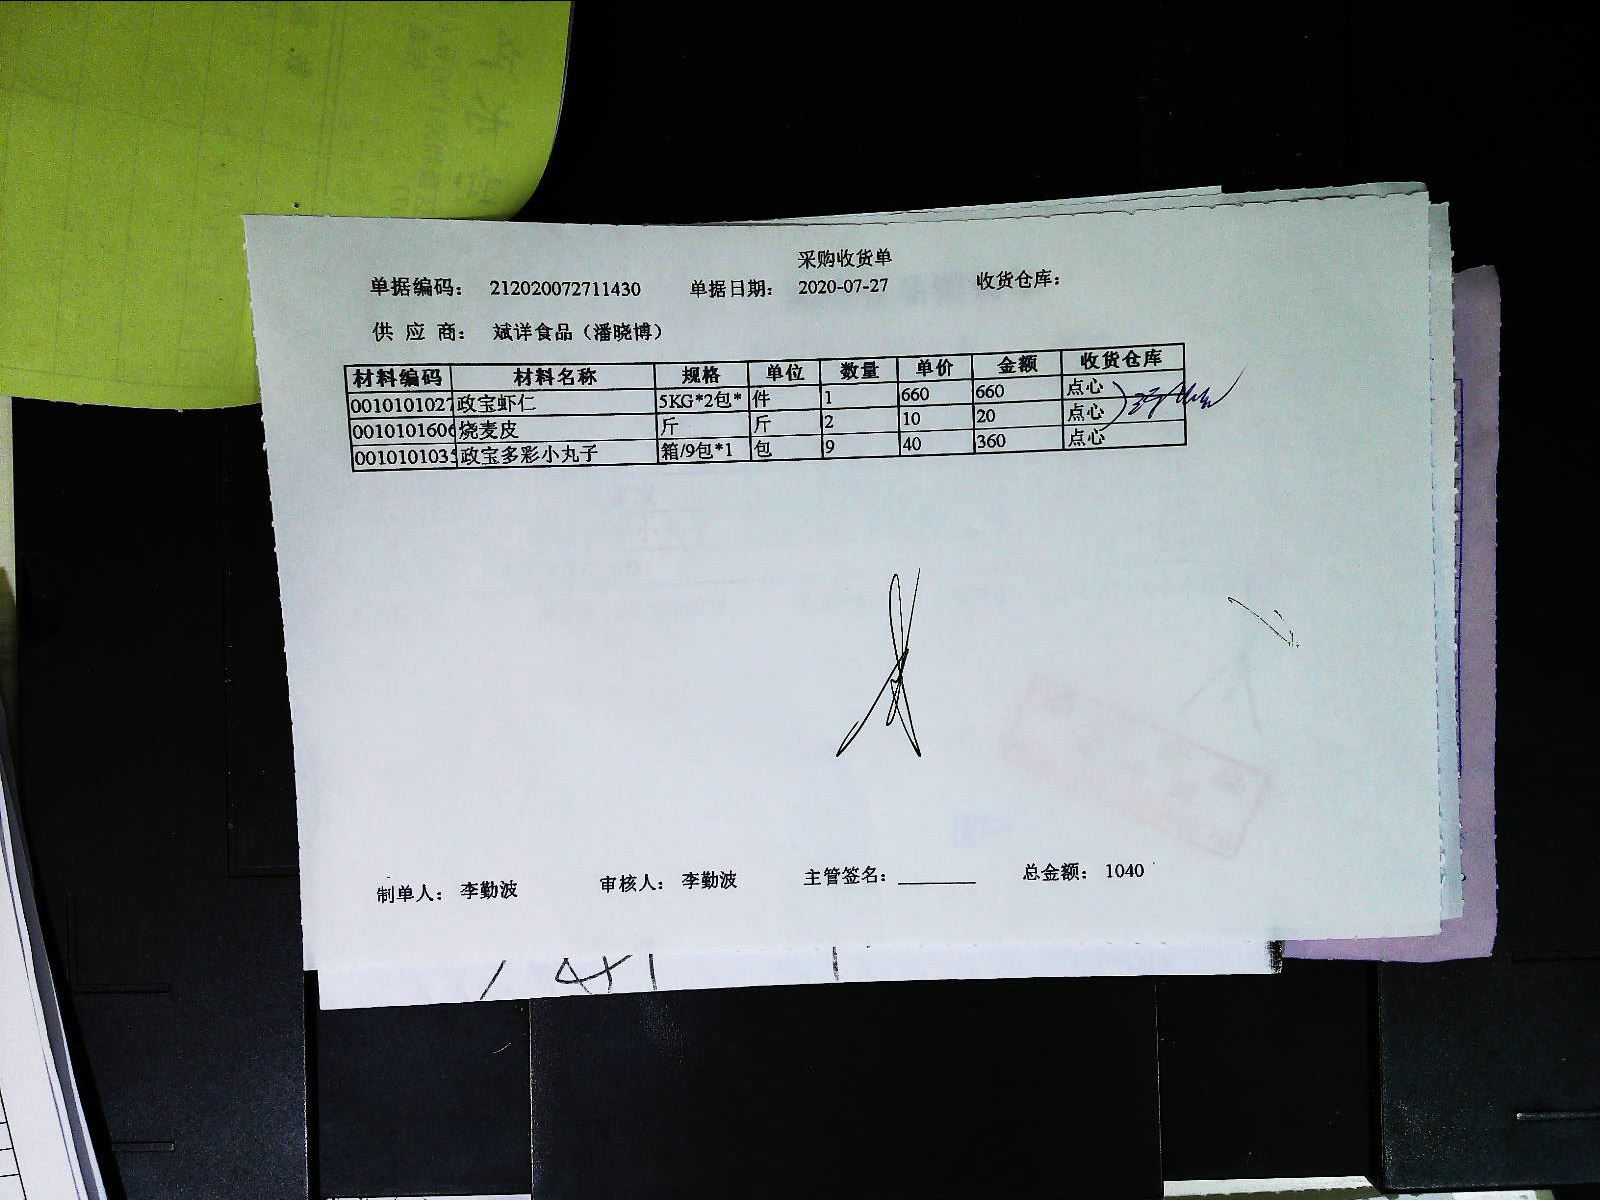 采购收货单
单据编码： 212020072711430 单据日期： 2020-07-27 收货仓库：
供 应 商： 斌详食品（潘晓博）
材料编码 材料名称 规格 单位 数量 单价 金额 收货仓库
0010101027 政宝虾仁 5KG*2包* 件 1 660 660 点心
0010101606 烧麦皮 斤 斤 2 10 20 点心
0010101035 政宝多彩小丸子 箱/9包*1 包 9 40 360 点心
制单人： 李勤波 审核人： 李勤波 主管签名： 总金额： 1040